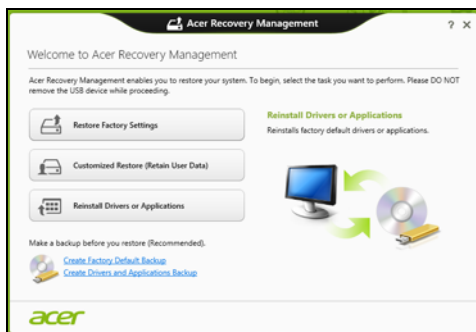 Acer Recovery Management
? X
Welcome to Acer Recovery Management
Acer Recovery Management enables you to restore your system. To begin, select the task you want to perform. Please DO NOT
remove the USB device while proceeding.
Restore Factory Settings
Customized Restore (Retain User Data)
Reinstall Drivers or Applications
Reinstall Drivers or Applications
Reinstalls factory default drivers or applications.
Make a backup before you restore (Recommended).
Create Factory Default Backup
Create Drivers and Applications Backup
acer